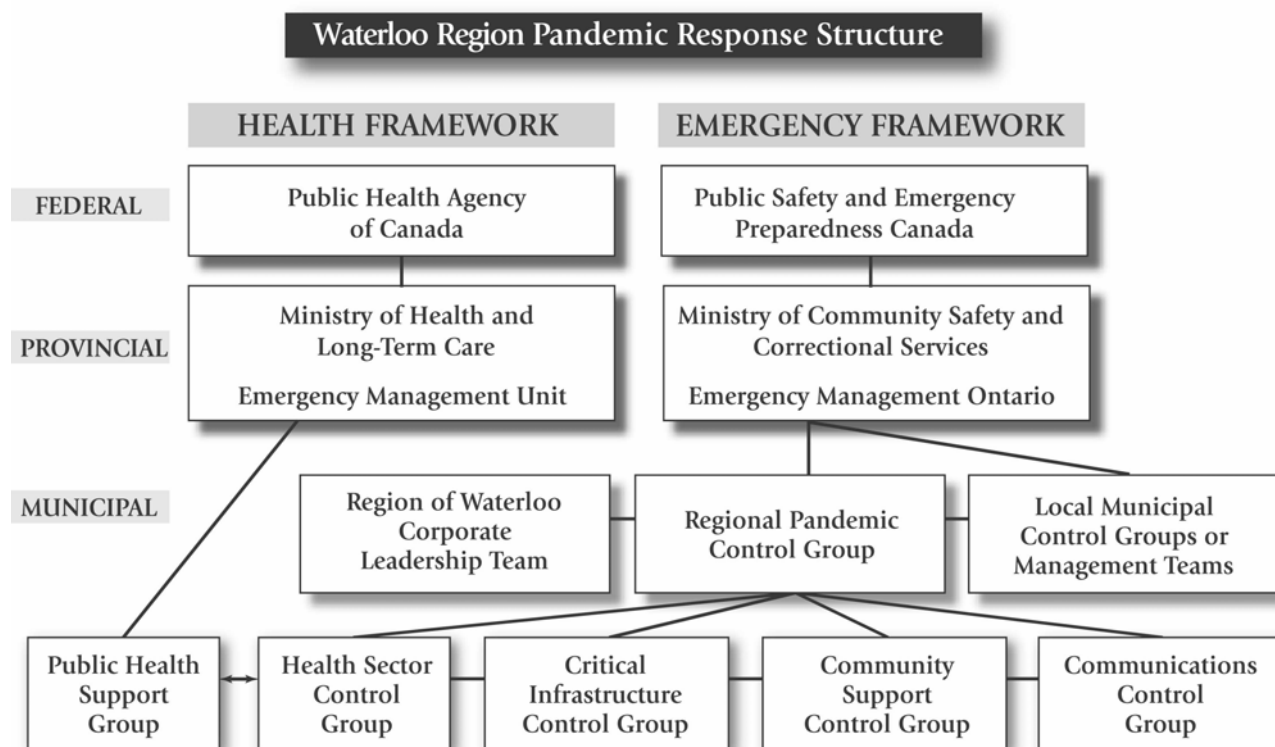 Waterloo Region Pandemic Response Structure
HEALTH FRAMEWORK
EMERGENCY FRAMEWORK
FEDERAL
Public Health Agency
of Canada
Public Safety and Emergency
Preparedness Canada
PROVINCIAL
Ministry of Health and
Long-Term Care
Emergency Management Unit
Ministry of Community Safety and
Correctional Services
Emergency Management Ontario
MUNICIPAL
Region of Waterloo
Corporate
Leadership Team
Regional Pandemic
Control Group
Local Municipal
Control Groups or
Management Teams
Public Health
Support
Group
Health Sector
Control
Group
Critical
Infrastructure
Control Group
Community
Support
Control Group
Communications
Control
Group